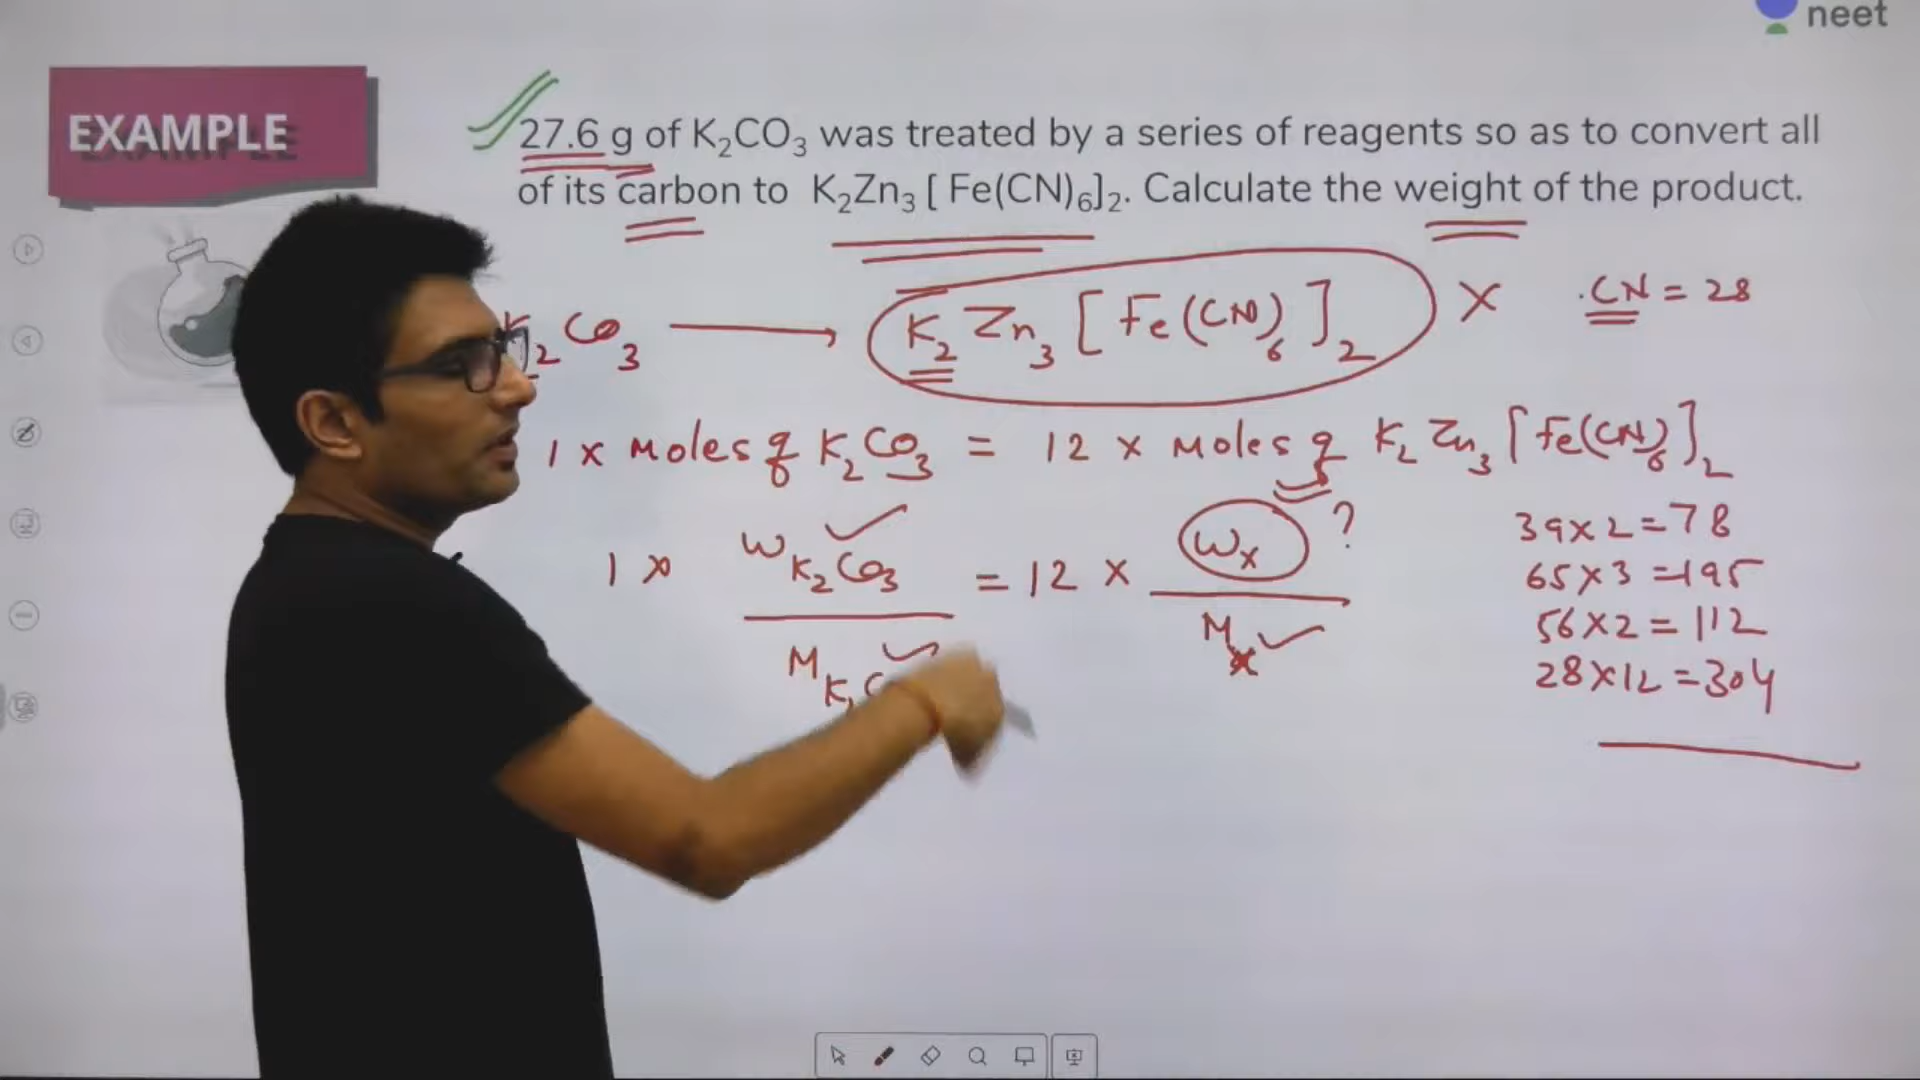 neet
EXAMPLE
27.6 g of K₂CO₃ was treated by a series of reagents so as to convert all
of its carbon to K₂Zn₃ [ Fe(CN)₆]₂. Calculate the weight of the product.
K₂CO₃ → K₂Zn₃[Fe(CN)₆]₂ X
.CN = 28
1 x Moles of K₂CO₃ = 12 x Moles of K₂Zn₃[Fe(CN)₆]₂
1 x W K₂CO₃ / M = 12 x Wx / Mx ?
39x2=78
65x3=195
56x2=112
28x12=304